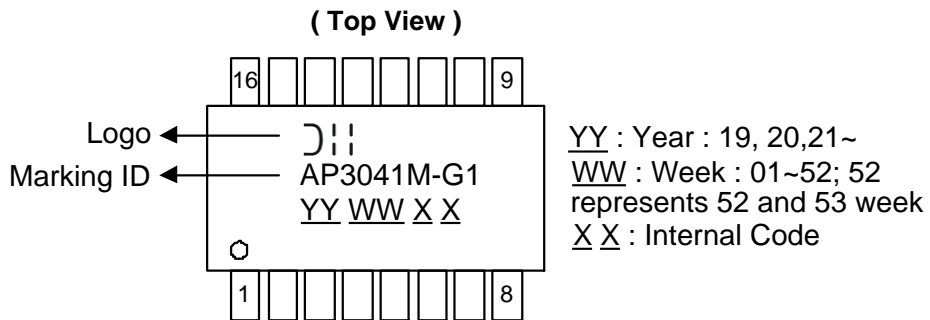 ( Top View )
16 9
Logo
Marking ID
AP3041M-G1
YY WW X X
1 8
YY : Year : 19, 20,21~
WW : Week : 01~52; 52
represents 52 and 53 week
X X : Internal Code